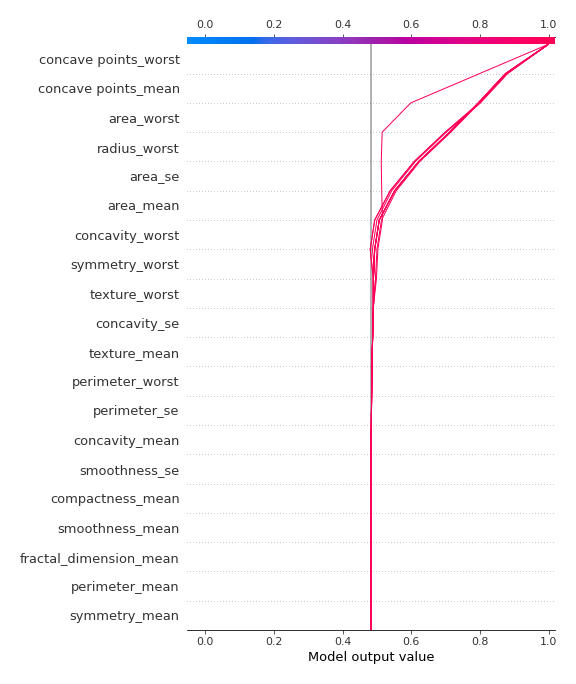 0.0 0.2 0.4 0.6 0.8 1.0
concave points_worst
concave points_mean
area_worst
radius_worst
area_se
area_mean
concavity_worst
symmetry_worst
texture_worst
concavity_se
texture_mean
perimeter_worst
perimeter_se
concavity_mean
smoothness_se
compactness_mean
smoothness_mean
fractal_dimension_mean
perimeter_mean
symmetry_mean
0.0 0.2 0.4 0.6 0.8 1.0
Model output value